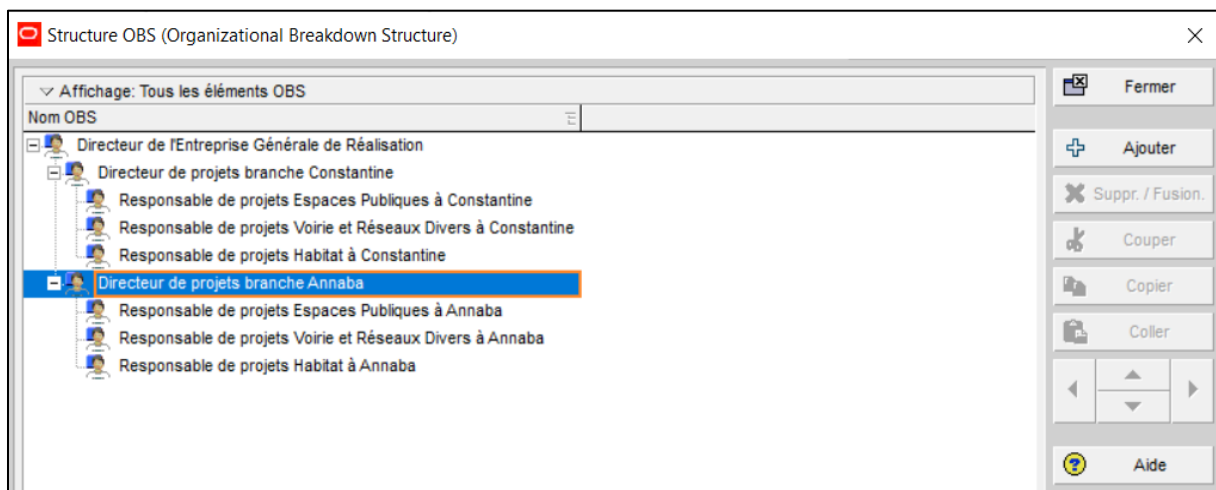 Structure OBS (Organizational Breakdown Structure)
Affichage: Tous les éléments OBS
Nom OBS
Directeur de l'Entreprise Générale de Réalisation
Directeur de projets branche Constantine
Responsable de projets Espaces Publiques à Constantine
Responsable de projets Voirie et Réseaux Divers à Constantine
Responsable de projets Habitat à Constantine
Directeur de projets branche Annaba
Responsable de projets Espaces Publiques à Annaba
Responsable de projets Voirie et Réseaux Divers à Annaba
Responsable de projets Habitat à Annaba
Fermer
Ajouter
Suppr. / Fusion.
Couper
Copier
Coller
Aide